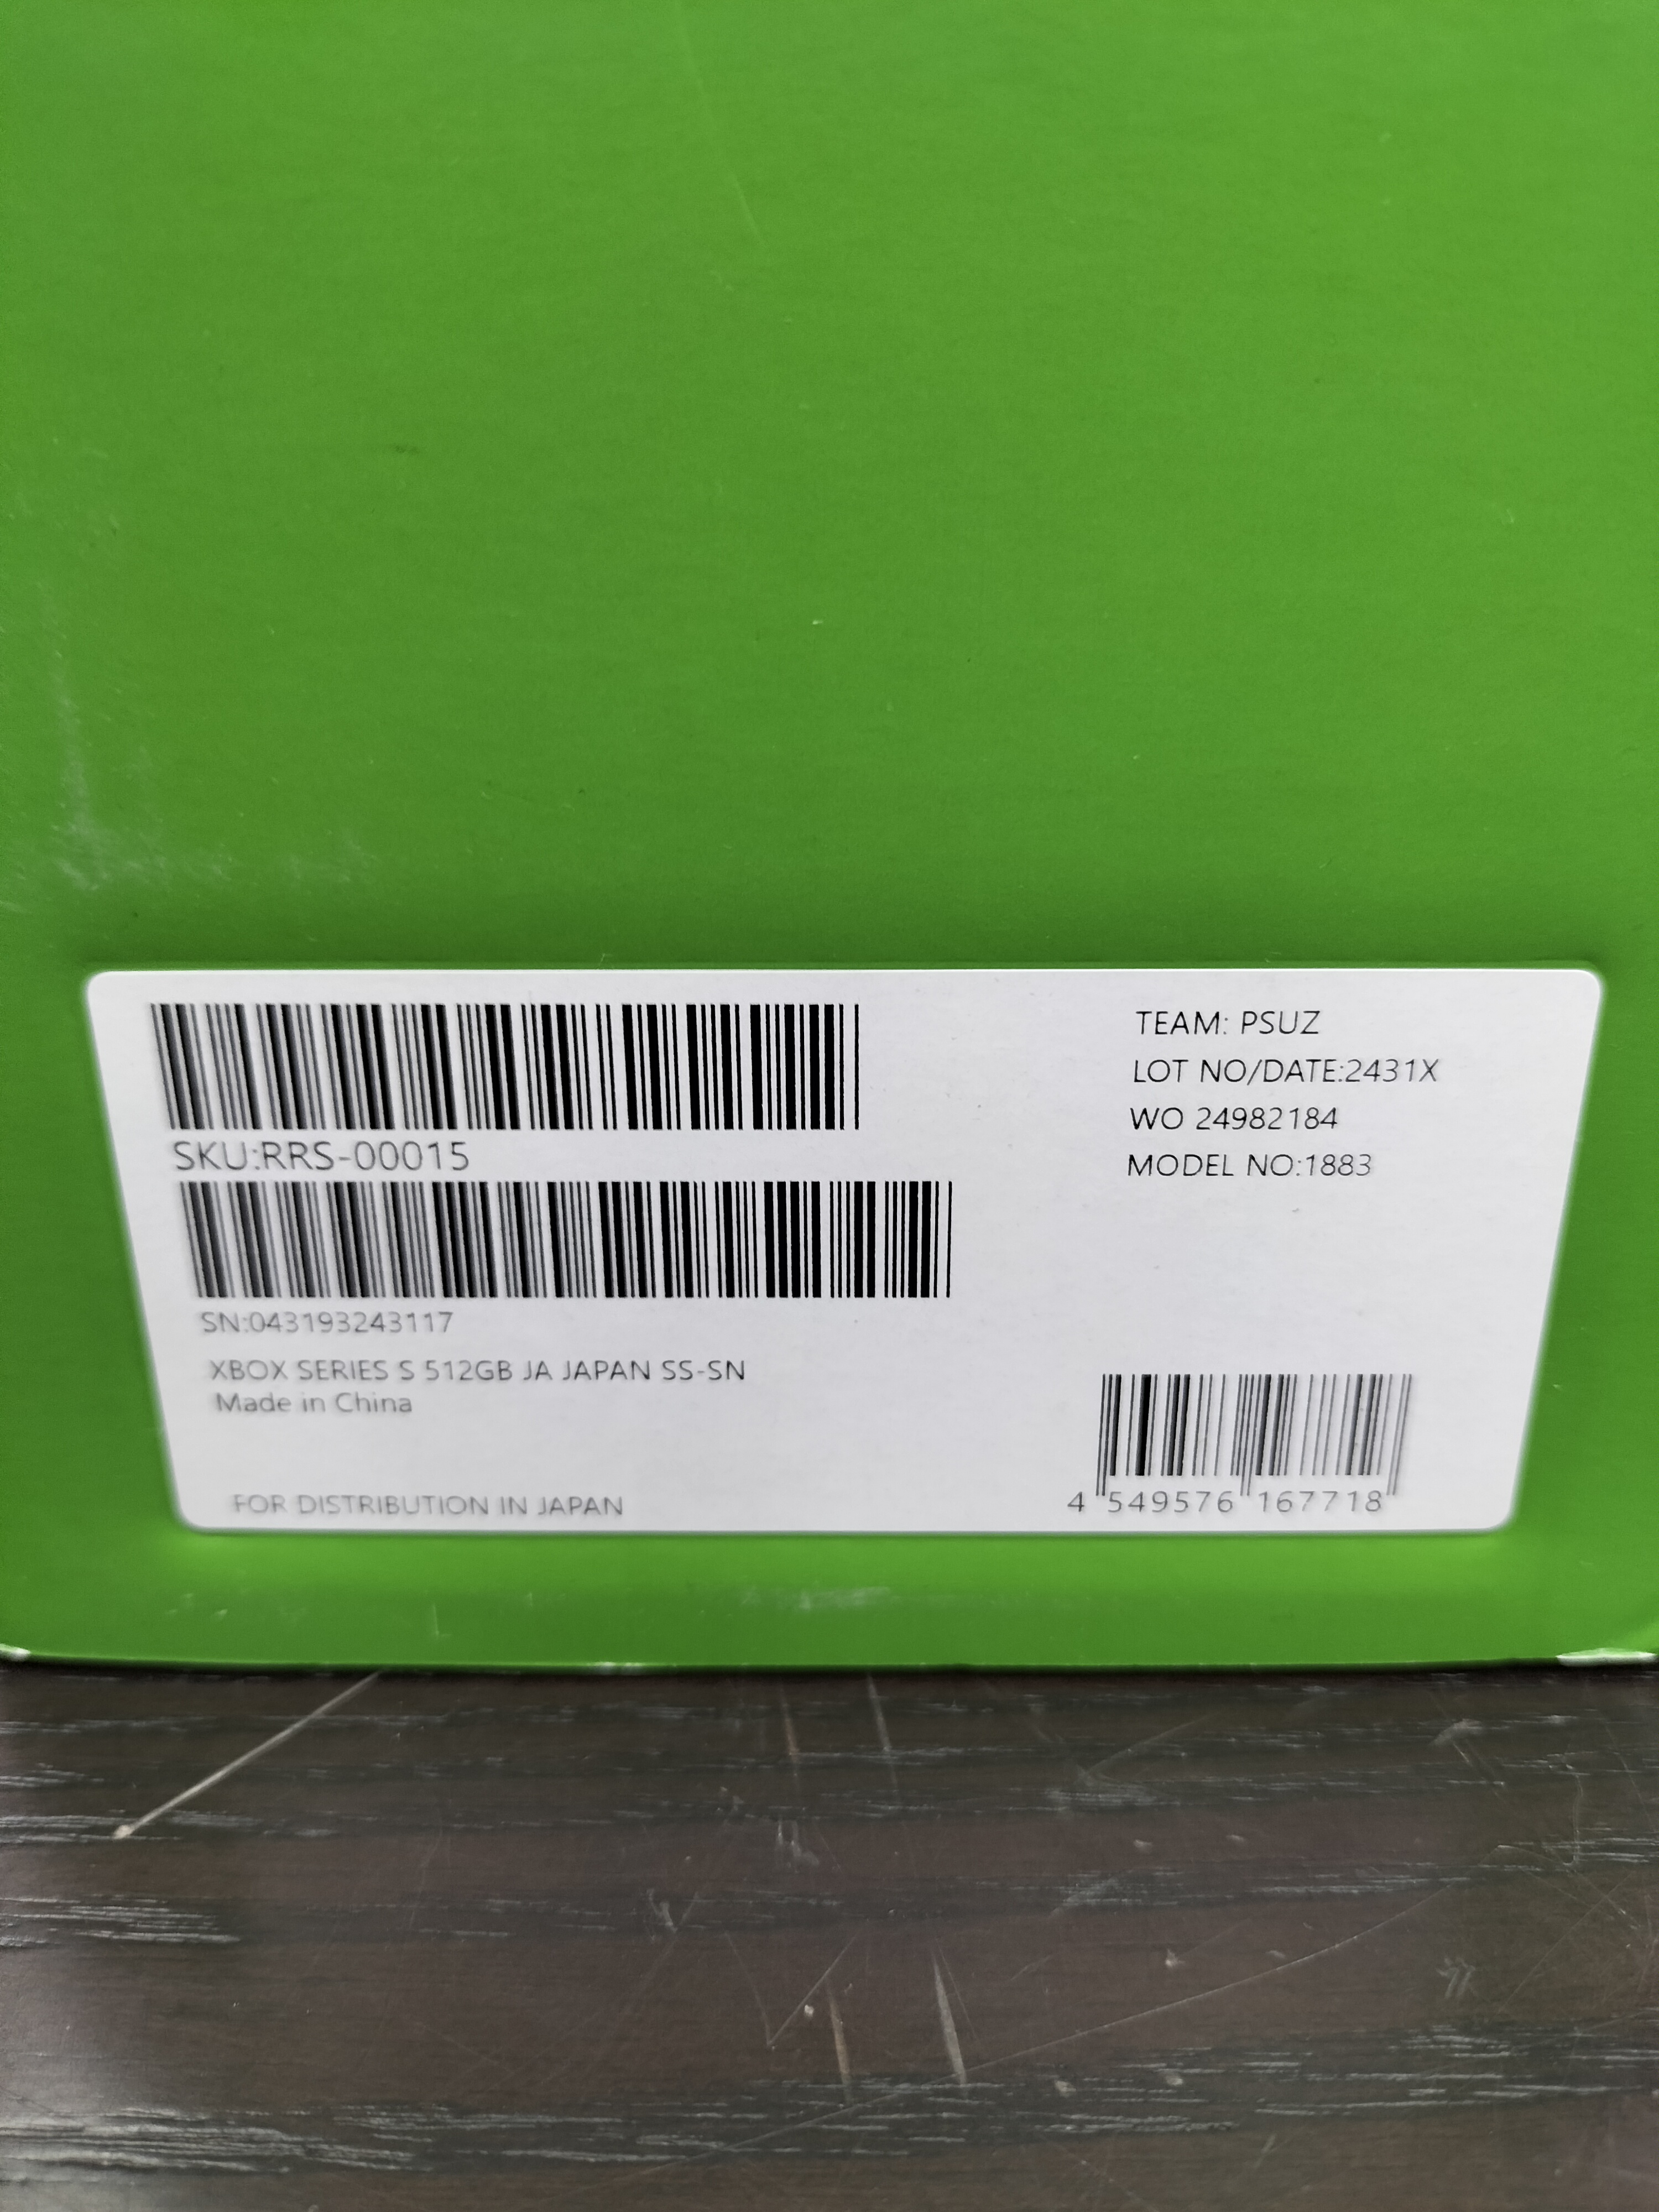 SKU:RRS-00015
SN:043193243117
XBOX SERIES S 512GB JA JAPAN SS-SN
Made in China
FOR DISTRIBUTION IN JAPAN
TEAM: PSUZ
LOT NO/DATE:2431X
WO 24982184
MODEL NO:1883
4 549576 167718